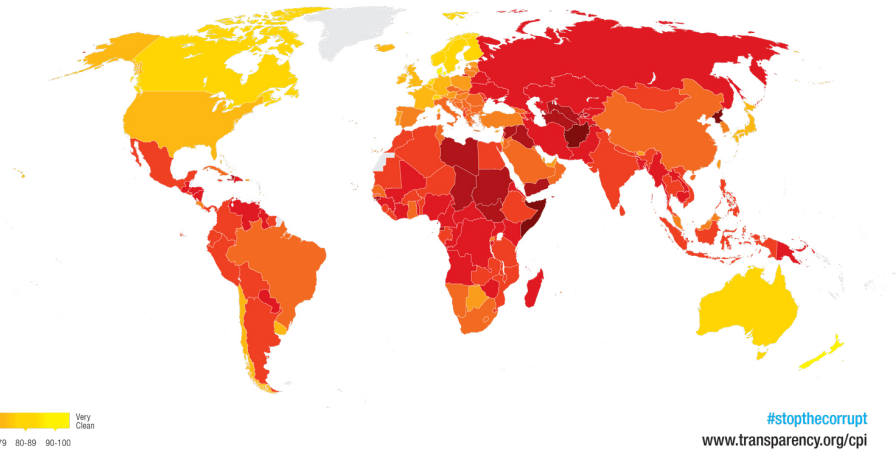 Very
Clean
79 80-89 90-100
#stopthecorrupt
www.transparency.org/cpi